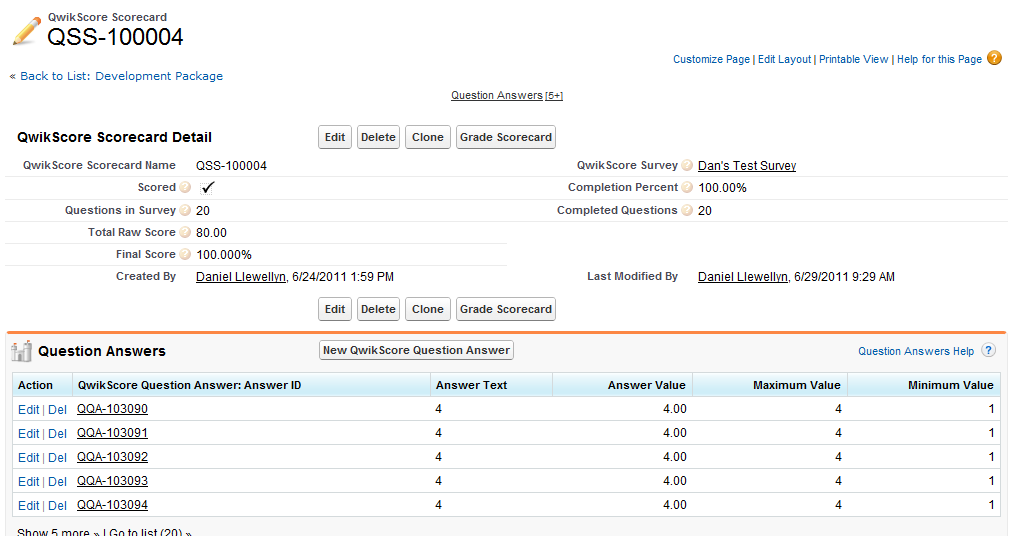 QwikScore Scorecard
QSS-100004
Customize Page | Edit Layout | Printable View | Help for this Page ?
« Back to List: Development Package
Question Answers [5+]
QwikScore Scorecard Detail Edit Delete Clone Grade Scorecard
QwikScore Scorecard Name QSS-100004 QwikScore Survey ? Dan's Test Survey
Scored ? ✓ Completion Percent ? 100.00%
Questions in Survey ? 20 Completed Questions ? 20
Total Raw Score ? 80.00
Final Score ? 100.000%
Created By Daniel Llewellyn, 6/24/2011 1:59 PM Last Modified By Daniel Llewellyn, 6/29/2011 9:29 AM
Edit Delete Clone Grade Scorecard
Question Answers New QwikScore Question Answer Question Answers Help ?
Action QwikScore Question Answer: Answer ID Answer Text Answer Value Maximum Value Minimum Value
Edit | Del QQA-103090 4 4.00 4 1
Edit | Del QQA-103091 4 4.00 4 1
Edit | Del QQA-103092 4 4.00 4 1
Edit | Del QQA-103093 4 4.00 4 1
Edit | Del QQA-103094 4 4.00 4 1
Show 5 more » | Go to list (20) »